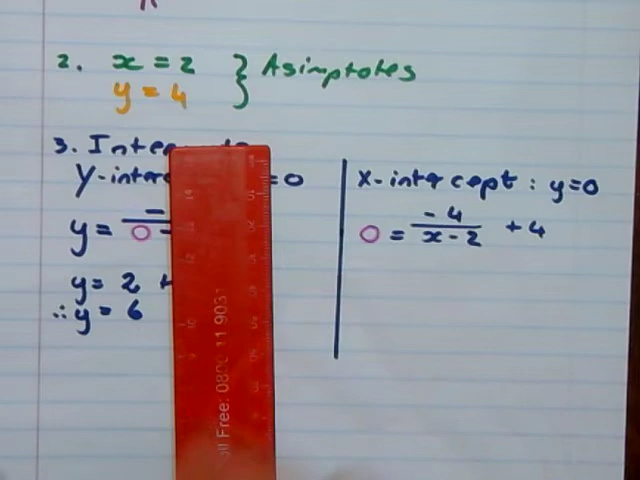 2. x = 2 } Asimptotes
y = 4
3. Inte
y-inter = 0
y = - / 0 -
y = 2 +
∴ y = 6
x-intercept : y=0
0 = -4 / x - 2 + 4
Free: 0800 11 9031